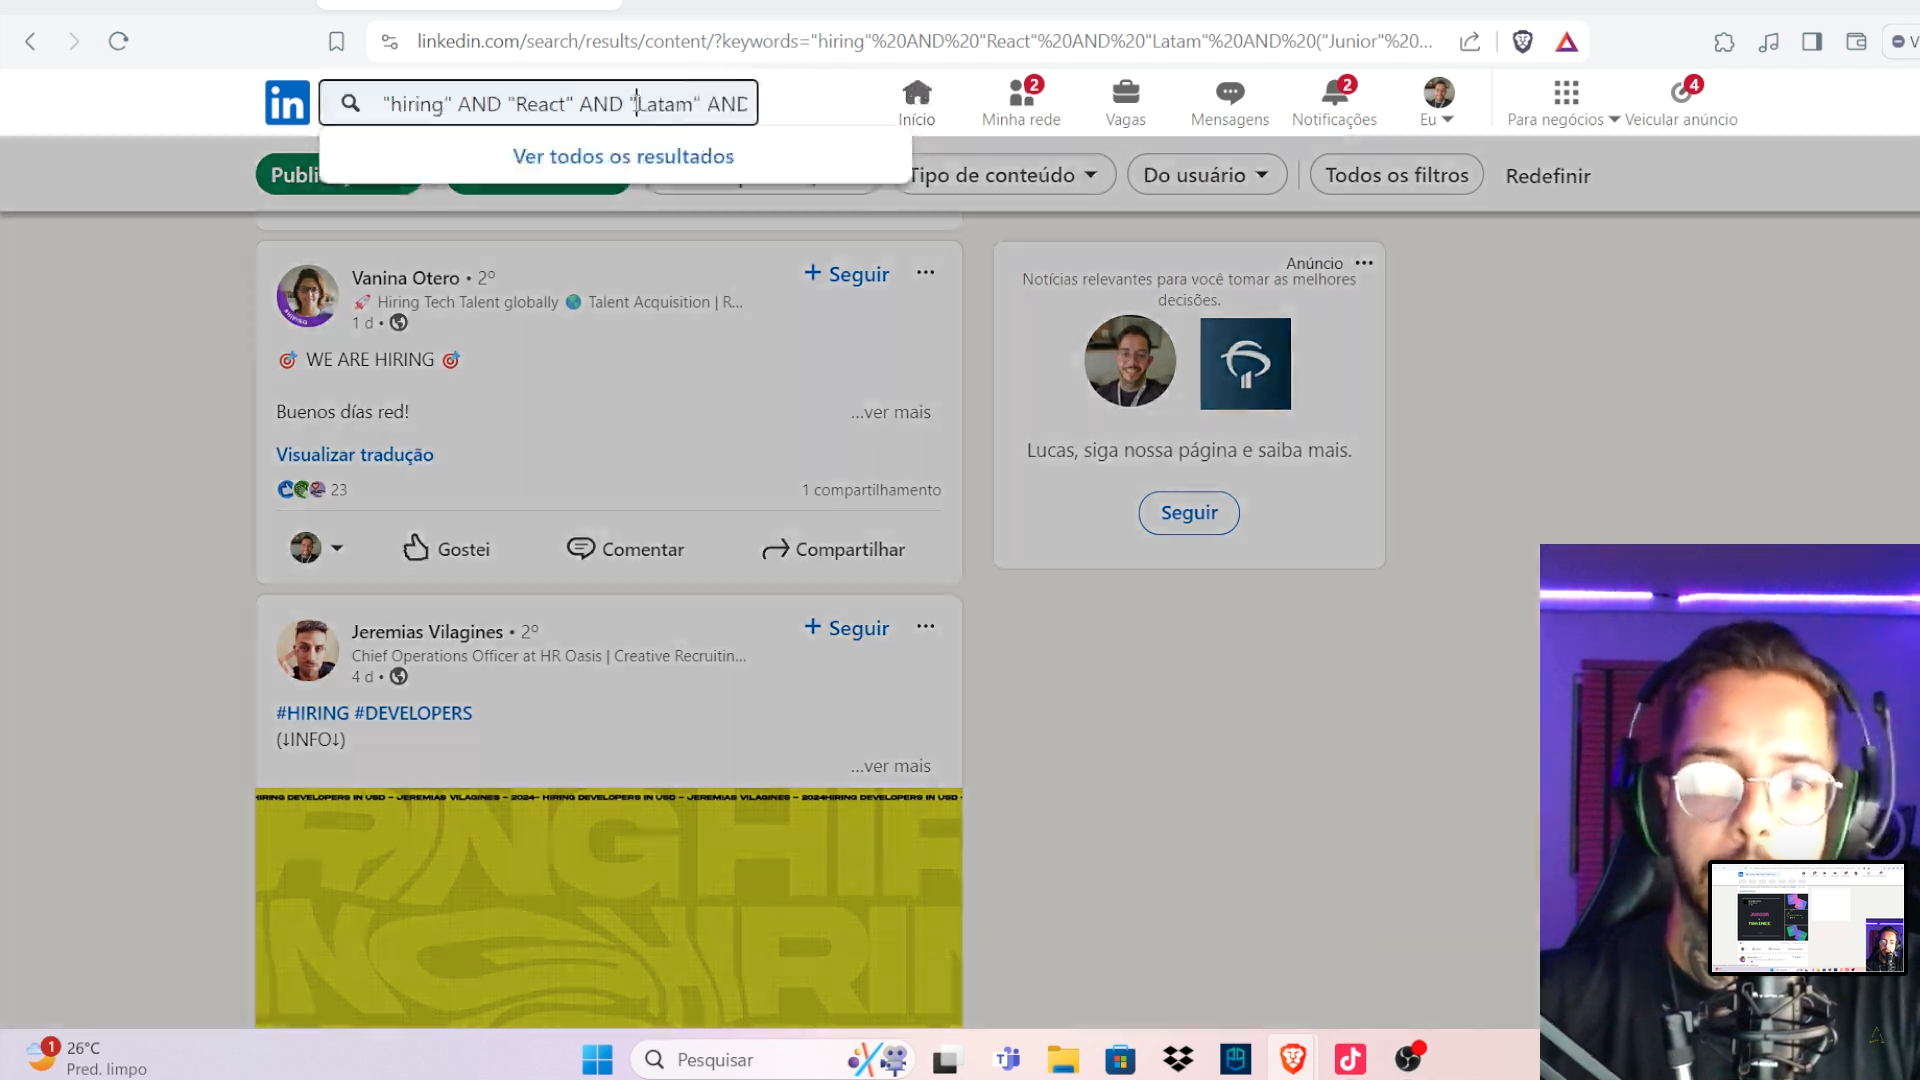 linkedin.com/search/results/content/?keywords="hiring"%20AND%20"React"%20AND%20"Latam"%20AND%20("Junior"%20...
in
"hiring" AND "React" AND "Latam" AND
2
2
4
Início
Minha rede
Vagas
Mensagens
Notificações
Eu
Para negócios
Veicular anúncio
Ver todos os resultados
Publi
Tipo de conteúdo
Do usuário
Todos os filtros
Redefinir
Vanina Otero • 2º
+ Seguir
🚀 Hiring Tech Talent globally 🌎 Talent Acquisition | R...
1 d •
🎯 WE ARE HIRING 🎯
Buenos días red!
...ver mais
Visualizar tradução
23
1 compartilhamento
Gostei
Comentar
Compartilhar
Jeremias Vilagines • 2º
+ Seguir
Chief Operations Officer at HR Oasis | Creative Recruitin...
4 d •
#HIRING #DEVELOPERS
(↓INFO↓)
...ver mais
HIRING DEVELOPERS IN USD – JEREMIAS VILAGINES – 2024– HIRING DEVELOPERS IN USD – JEREMIAS VILAGINES – 2024HIRING DEVELOPERS IN USD
Anúncio
Notícias relevantes para você tomar as melhores
decisões.
Lucas, siga nossa página e saiba mais.
Seguir
1
26°C
Pred. limpo
Pesquisar